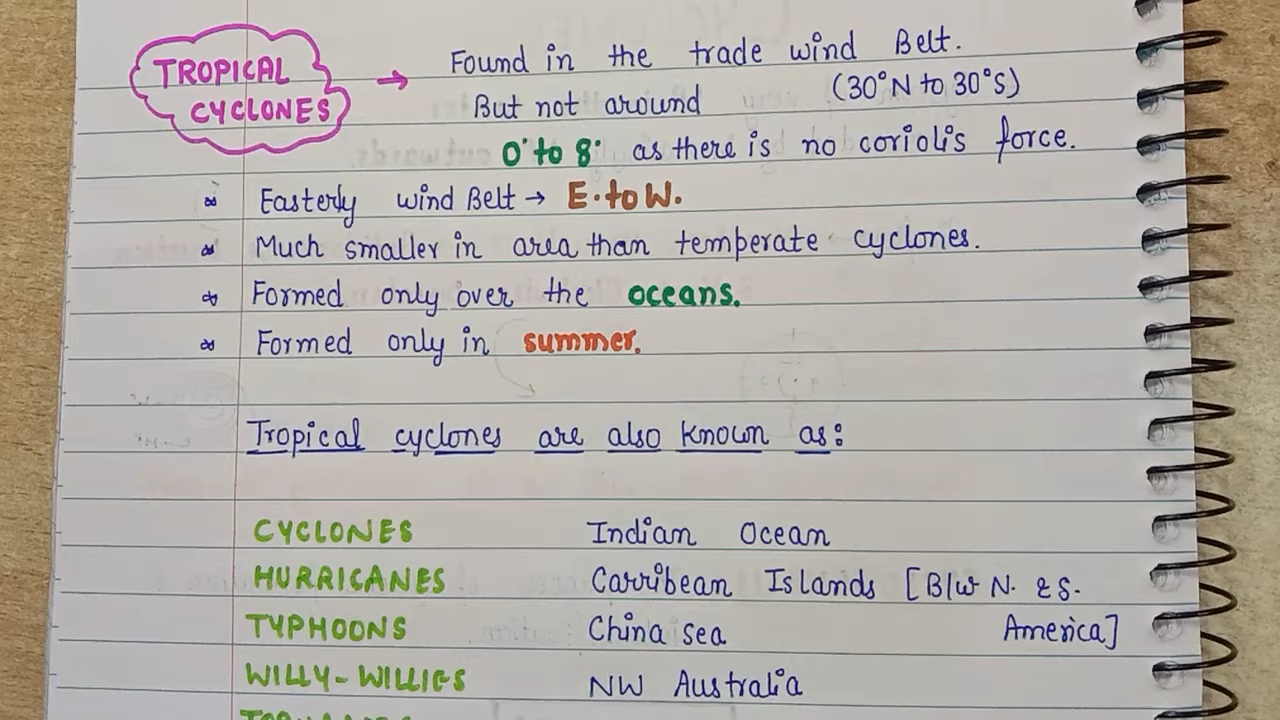 TROPICAL
CYCLONES
→ Found in the trade wind Belt.
(30°N to 30°S)
But not around
0° to 8° as there is no coriolis force.
Easterly wind Belt → E. to W.
Much smaller in area than temperate cyclones.
Formed only over the oceans.
Formed only in summer.
Tropical cyclones are also known as:
CYCLONES Indian Ocean
HURRICANES Carribean Islands [B/w N. & S.
America]
TYPHOONS China sea
WILLY-WILLIES NW Australia